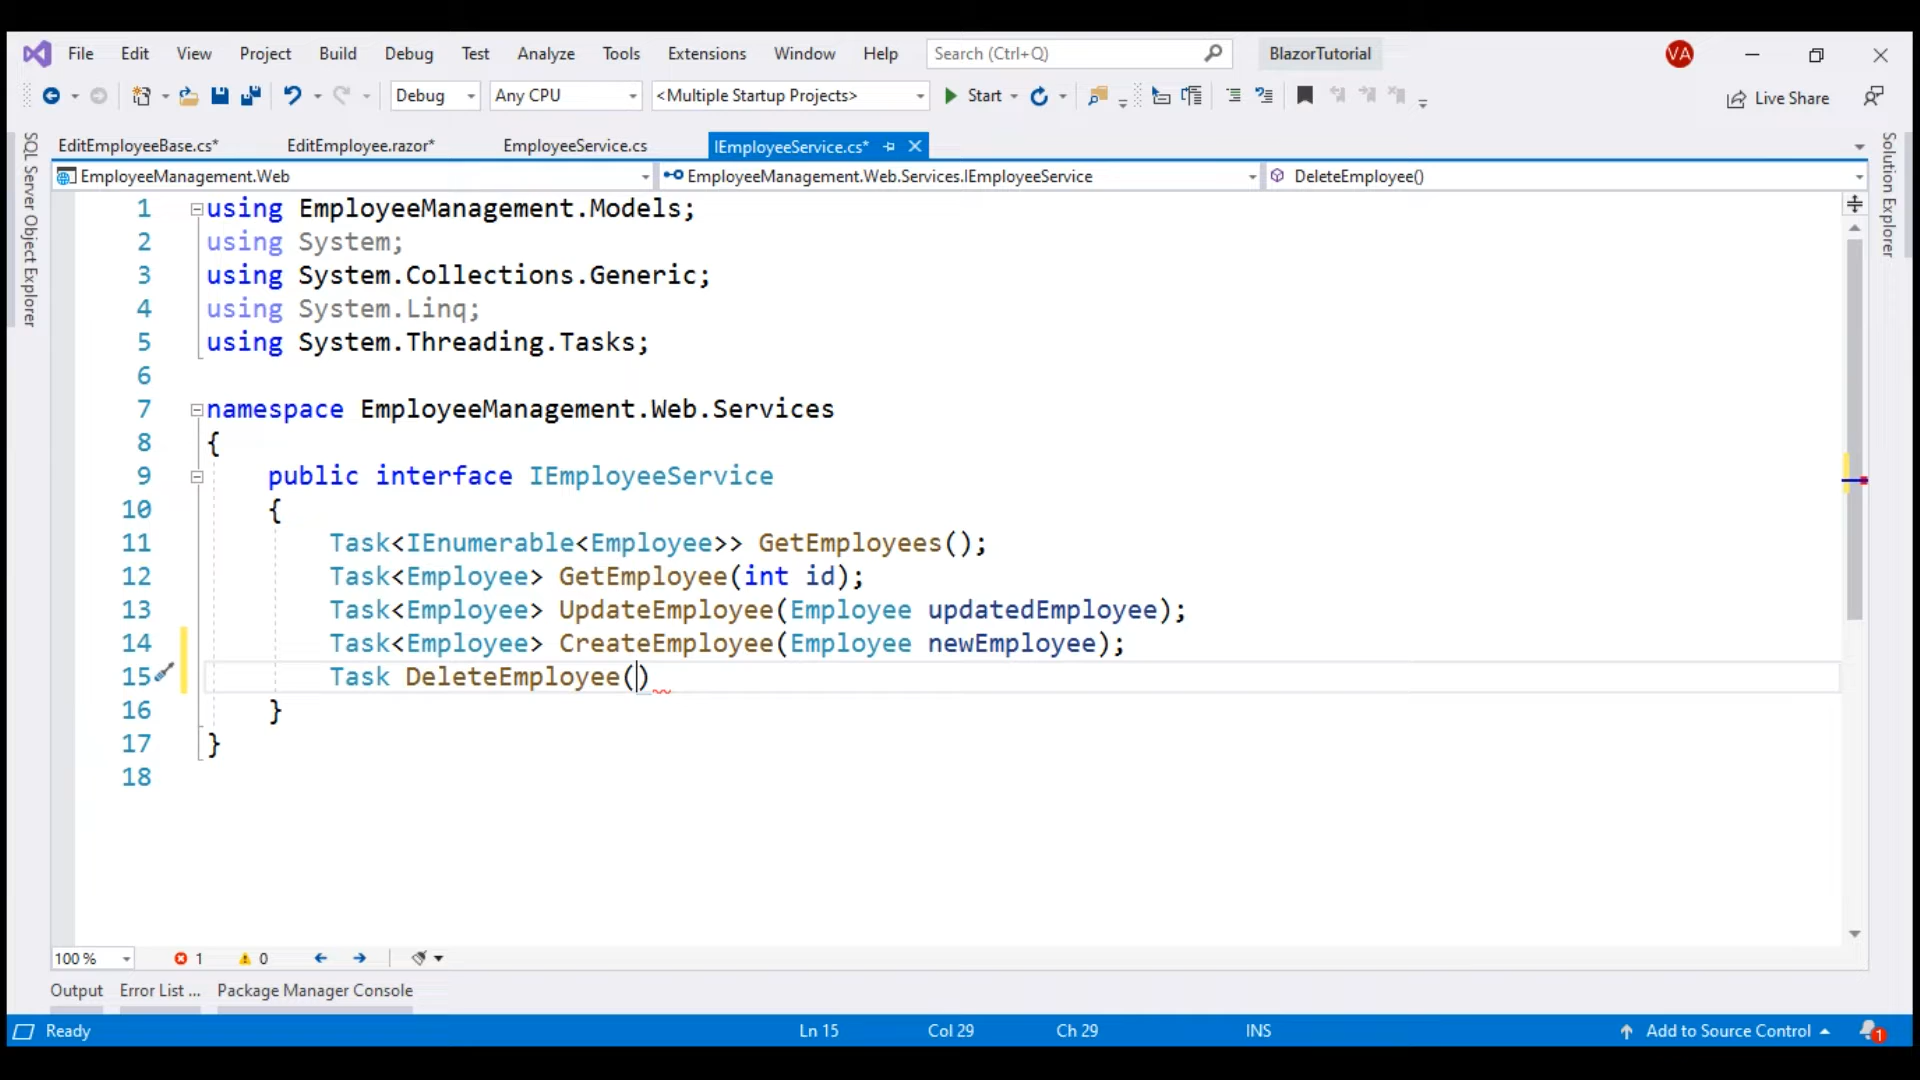 File Edit View Project Build Debug Test Analyze Tools Extensions Window Help Search (Ctrl+Q) BlazorTutorial VA
Debug Any CPU <Multiple Startup Projects> Start Live Share
EditEmployeeBase.cs* EditEmployee.razor* EmployeeService.cs IEmployeeService.cs*
EmployeeManagement.Web EmployeeManagement.Web.Services.IEmployeeService DeleteEmployee()
SQL Server Object Explorer
Solution Explorer
1 using EmployeeManagement.Models;
2 using System;
3 using System.Collections.Generic;
4 using System.Linq;
5 using System.Threading.Tasks;
6
7 namespace EmployeeManagement.Web.Services
8 {
9 public interface IEmployeeService
10 {
11 Task<IEnumerable<Employee>> GetEmployees();
12 Task<Employee> GetEmployee(int id);
13 Task<Employee> UpdateEmployee(Employee updatedEmployee);
14 Task<Employee> CreateEmployee(Employee newEmployee);
15 Task DeleteEmployee()
16 }
17 }
18
100 % 1 0
Output Error List ... Package Manager Console
Ready Ln 15 Col 29 Ch 29 INS Add to Source Control 1